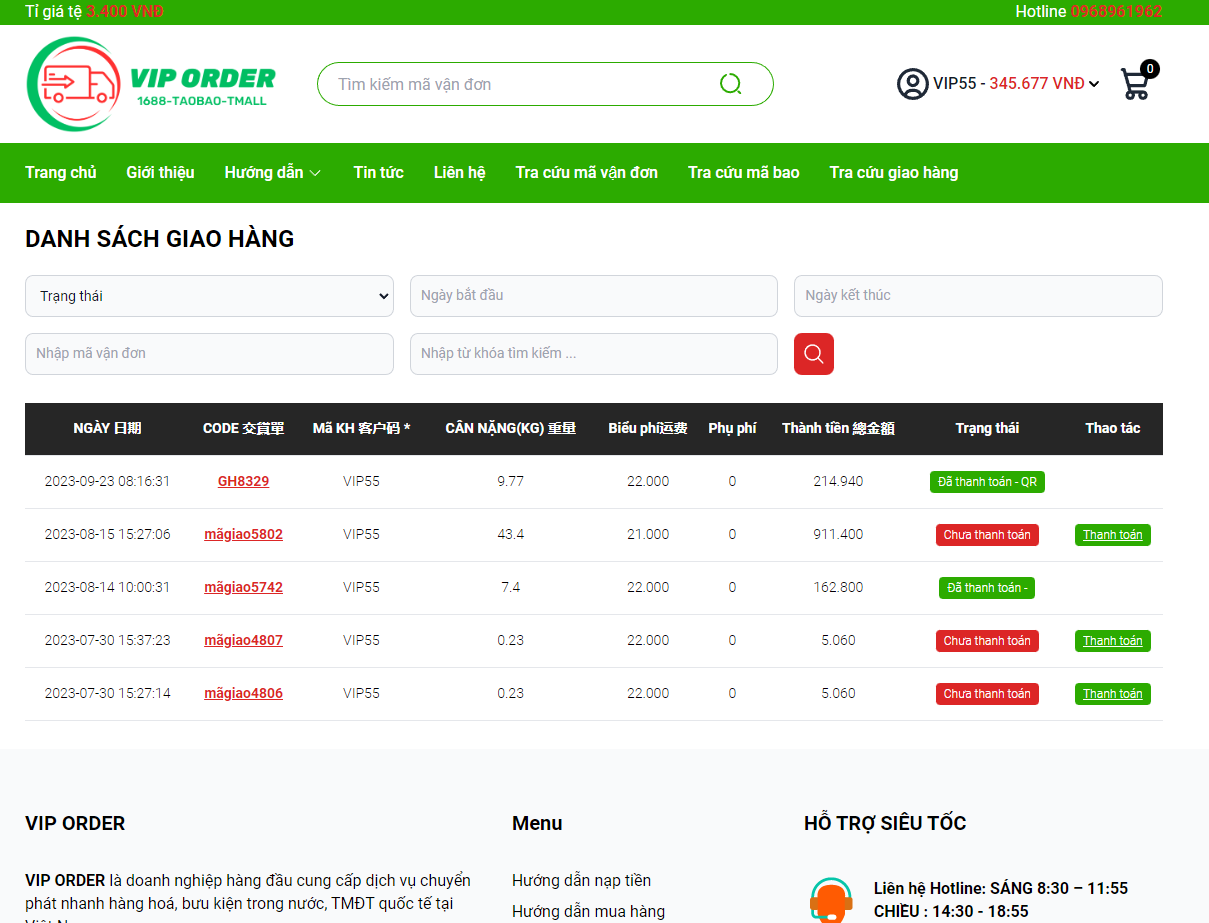 Tỉ giá tệ 3.400 VNĐ Hotline 0968961962
VIP ORDER
1688-TAOBAO-TMALL
Tìm kiếm mã vận đơn
VIP55 - 345.677 VNĐ
0
Trang chủ Giới thiệu Hướng dẫn Tin tức Liên hệ Tra cứu mã vận đơn Tra cứu mã bao Tra cứu giao hàng
DANH SÁCH GIAO HÀNG
Trạng thái Ngày bắt đầu Ngày kết thúc
Nhập mã vận đơn Nhập từ khóa tìm kiếm ...
NGÀY 日期 CODE 交貨單 Mã KH 客户码 * CÂN NẶNG(KG) 重量 Biểu phí运费 Phụ phí Thành tiền 總金額 Trạng thái Thao tác
2023-09-23 08:16:31 GH8329 VIP55 9.77 22.000 0 214.940 Đã thanh toán - QR
2023-08-15 15:27:06 mãgiao5802 VIP55 43.4 21.000 0 911.400 Chưa thanh toán Thanh toán
2023-08-14 10:00:31 mãgiao5742 VIP55 7.4 22.000 0 162.800 Đã thanh toán -
2023-07-30 15:37:23 mãgiao4807 VIP55 0.23 22.000 0 5.060 Chưa thanh toán Thanh toán
2023-07-30 15:27:14 mãgiao4806 VIP55 0.23 22.000 0 5.060 Chưa thanh toán Thanh toán
VIP ORDER
VIP ORDER là doanh nghiệp hàng đầu cung cấp dịch vụ chuyển
phát nhanh hàng hoá, bưu kiện trong nước, TMĐT quốc tế tại
Menu
Hướng dẫn nạp tiền
Hướng dẫn mua hàng
HỖ TRỢ SIÊU TỐC
Liên hệ Hotline: SÁNG 8:30 – 11:55
CHIỀU : 14:30 - 18:55